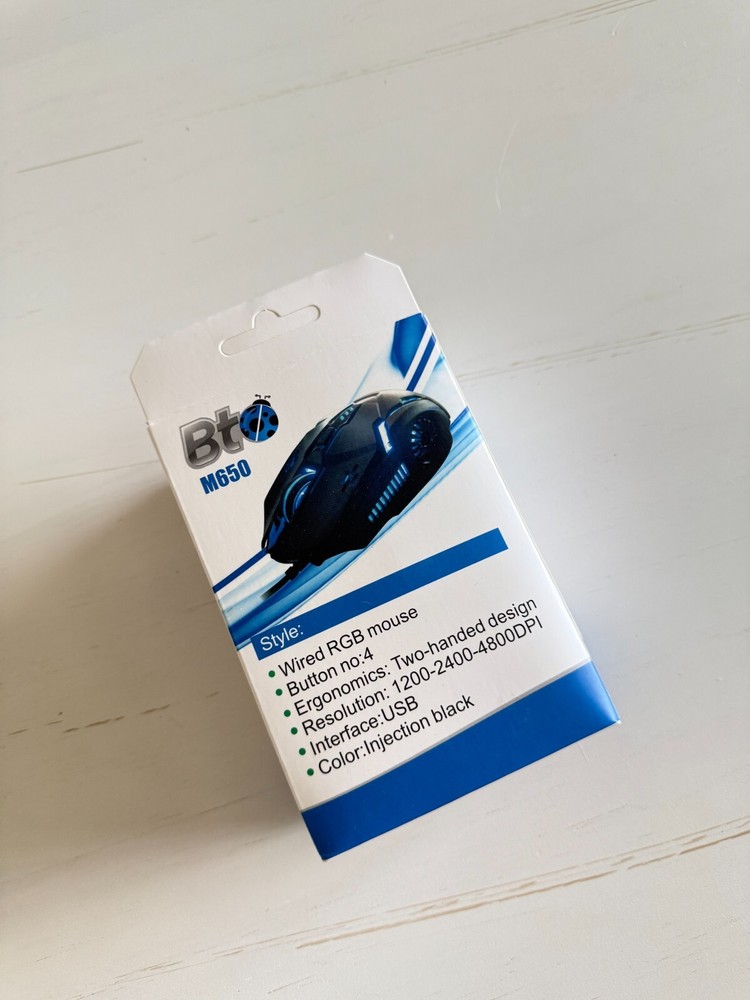 Bto
M650
Style:
Wired RGB mouse
Button no:4
Ergonomics: Two-handed design
Resolution: 1200-2400-4800DPI
Interface:USB
Color:Injection black